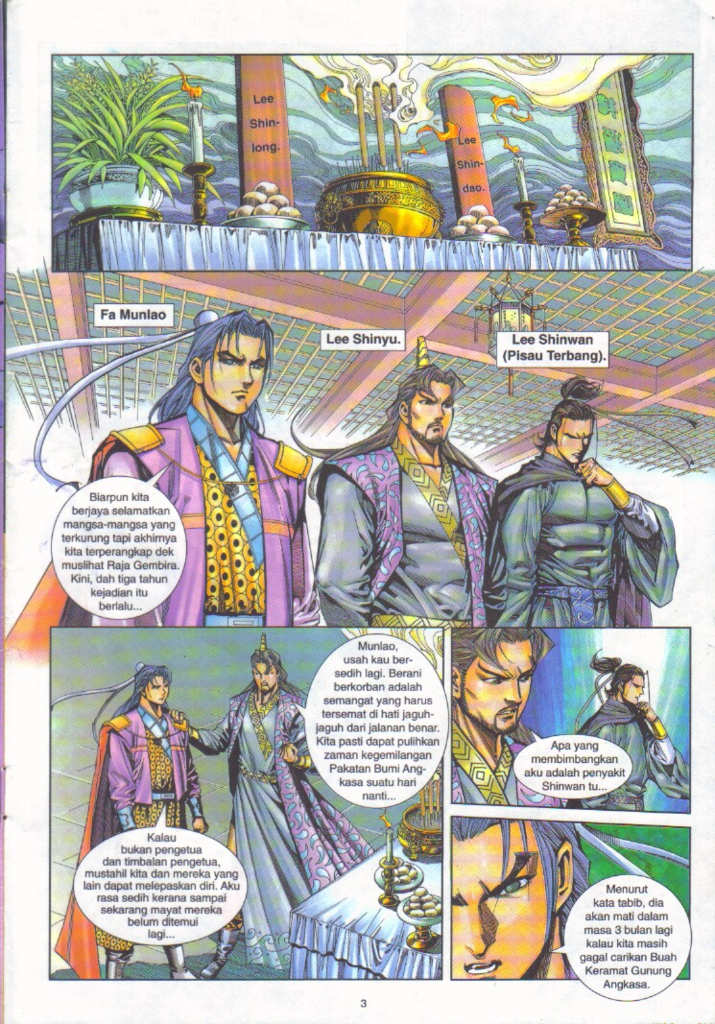 Lee
Shin-
long.
Lee
Shin-
dao.
Fa Munlao
Lee Shinyu.
Lee Shinwan
(Pisau Terbang).
Biarpun kita
berjaya selamatkan
mangsa-mangsa yang
terkurung tapi akhirnya
kita terperangkap dek
muslihat Raja Gembira.
Kini, dah tiga tahun
kejadian itu
berlalu...
Munlao,
usah kau ber-
sedih lagi. Berani
berkorban adalah
semangat yang harus
tersemat di hati jaguh-
jaguh dari jalanan benar.
Kita pasti dapat pulihkan
zaman kegemilangan
Pakatan Bumi Ang-
kasa suatu hari
nanti...
Kalau
bukan pengetua
dan timbalan pengetua,
mustahil kita dan mereka yang
lain dapat melepaskan diri. Aku
rasa sedih kerana sampai
sekarang mayat mereka
belum ditemui
lagi...
Apa yang
membimbangkan
aku adalah penyakit
Shinwan tu...
Menurut
kata tabib, dia
akan mati dalam
masa 3 bulan lagi
kalau kita masih
gagal carikan Buah
Keramat Gunung
Angkasa.
3